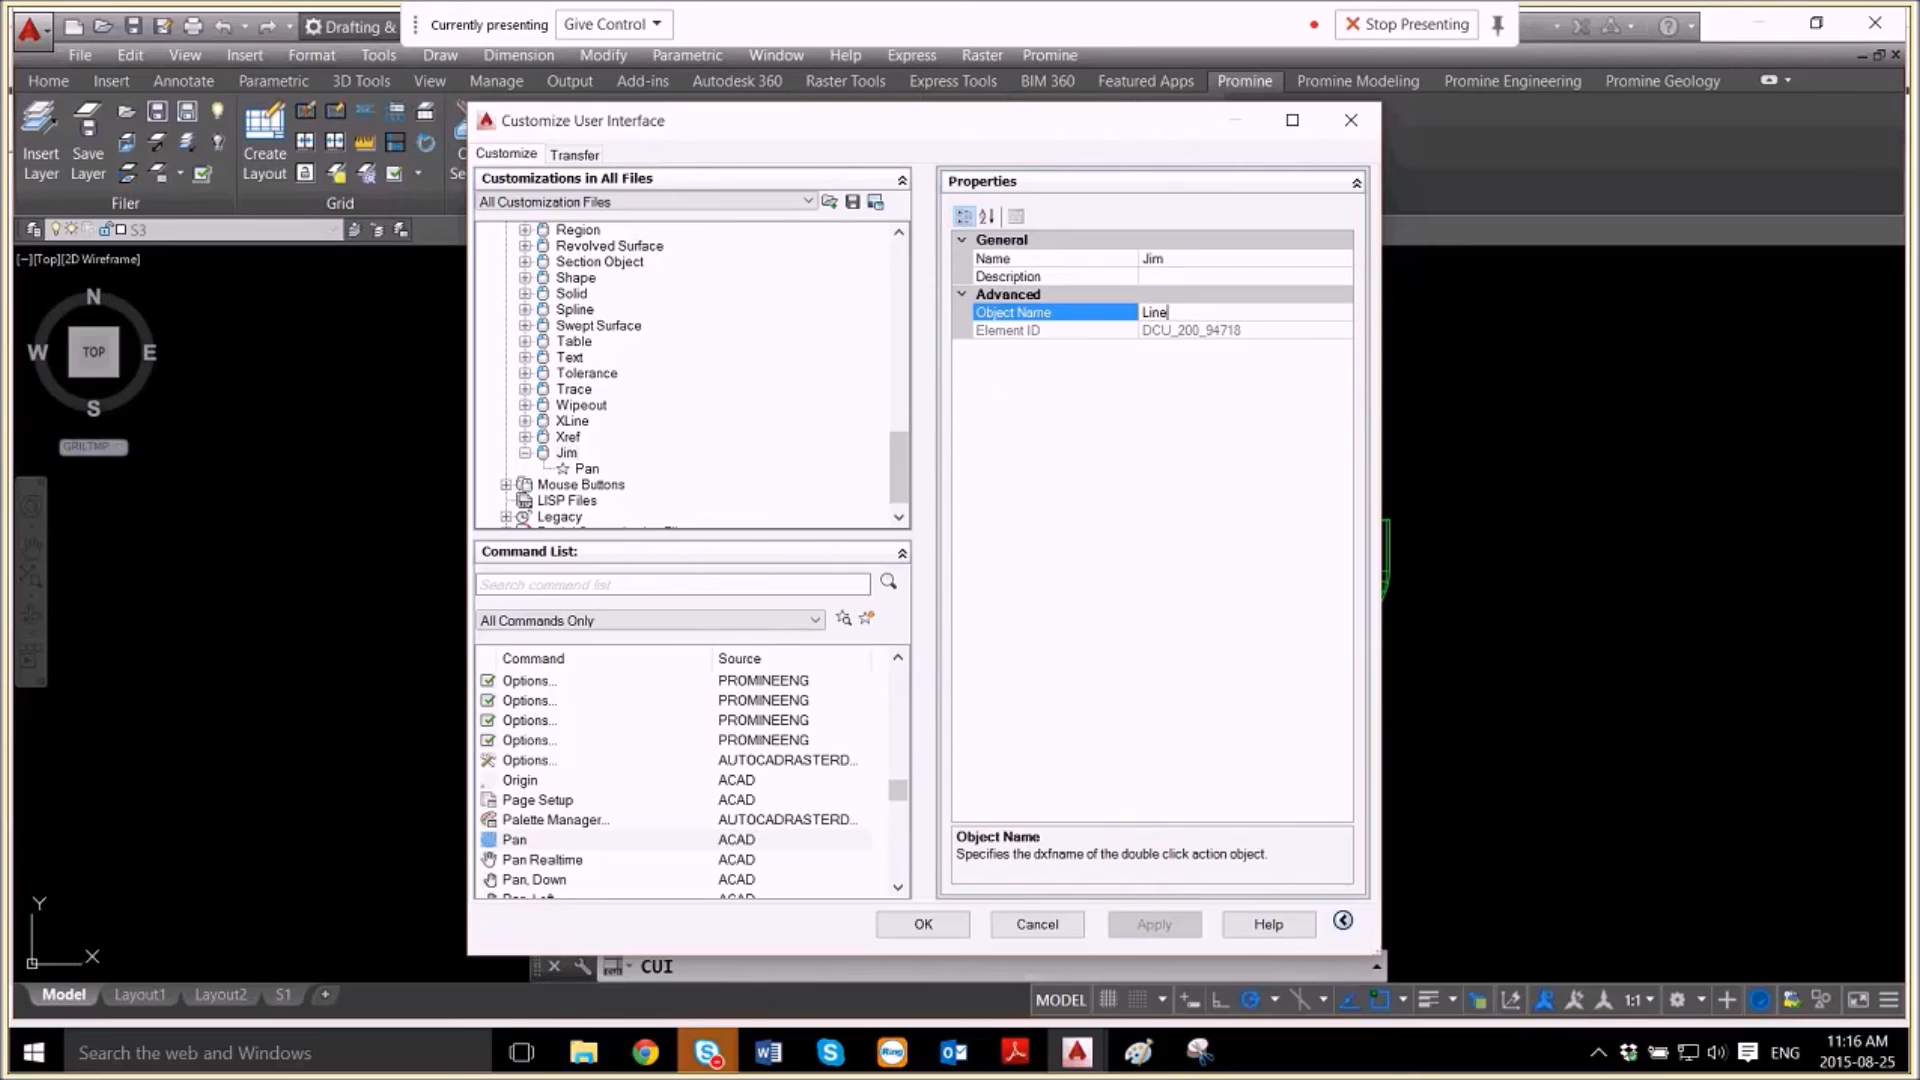 Drafting &
Currently presenting
Give Control
Stop Presenting
File Edit View Insert Format Tools Draw Dimension Modify Parametric Window Help Express Raster Promine
Home Insert Annotate Parametric 3D Tools View Manage Output Add-ins Autodesk 360 Raster Tools Express Tools BIM 360 Featured Apps Promine Promine Modeling Promine Engineering Promine Geology
Insert Layer
Save Layer
Create Layout
Filer
Grid
S3
[–][Top][2D Wireframe]
N
W
TOP
E
S
GRILTMP
Customize User Interface
Customize Transfer
Customizations in All Files
All Customization Files
Region
Revolved Surface
Section Object
Shape
Solid
Spline
Swept Surface
Table
Text
Tolerance
Trace
Wipeout
XLine
Xref
Jim
Pan
Mouse Buttons
LISP Files
Legacy
Command List:
Search command list
All Commands Only
Command Source
Options... PROMINEENG
Options... PROMINEENG
Options... PROMINEENG
Options... PROMINEENG
Options... AUTOCADRASTERD...
Origin ACAD
Page Setup ACAD
Palette Manager... AUTOCADRASTERD...
Pan ACAD
Pan Realtime ACAD
Pan, Down ACAD
Properties
General
Name Jim
Description
Advanced
Object Name Line
Element ID DCU_200_94718
Object Name
Specifies the dxfname of the double click action object.
OK Cancel Apply Help
Y
X
CUI
Model Layout1 Layout2 S1 +
MODEL 1:1
Search the web and Windows
Ring
ENG
11:16 AM
2015-08-25